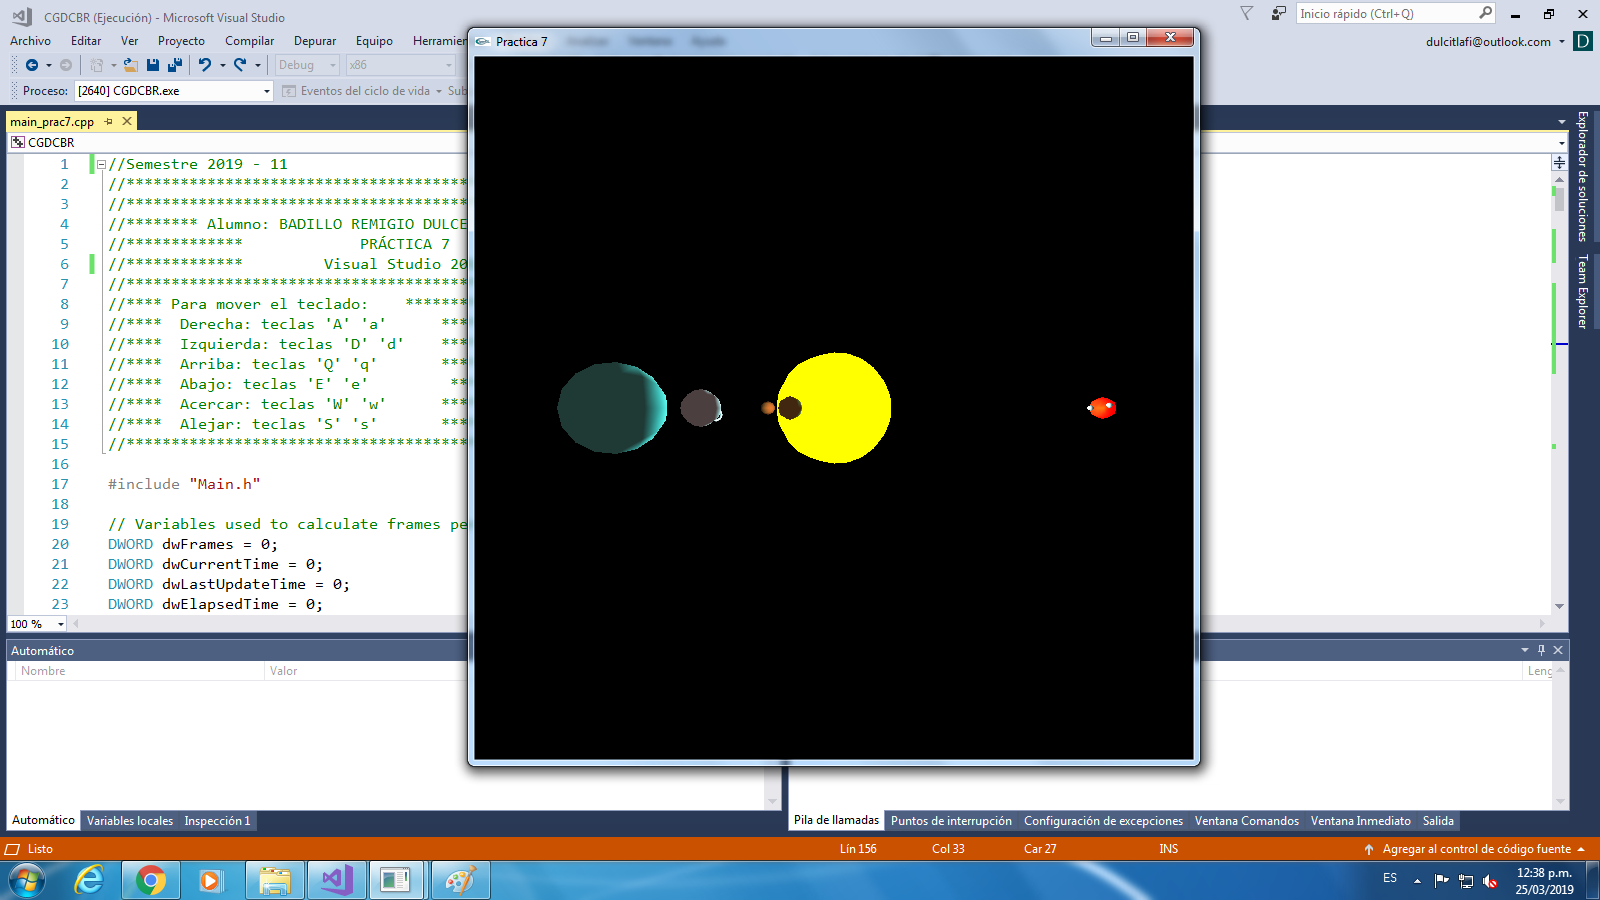 CGDCBR (Ejecución) - Microsoft Visual Studio
Inicio rápido (Ctrl+Q)
Archivo Editar Ver Proyecto Compilar Depurar Equipo Herramien
dulcitlafi@outlook.com D
Debug x86
Proceso: [2640] CGDCBR.exe Eventos del ciclo de vida Sub
main_prac7.cpp
CGDCBR
Practica 7
1 //Semestre 2019 - 11
2 //****************************************
3 //****************************************
4 //******** Alumno: BADILLO REMIGIO DULCE
5 //************* PRÁCTICA 7
6 //************* Visual Studio 20
7 //****************************************
8 //**** Para mover el teclado: *******
9 //**** Derecha: teclas 'A' 'a' ***
10 //**** Izquierda: teclas 'D' 'd' ***
11 //**** Arriba: teclas 'Q' 'q' ***
12 //**** Abajo: teclas 'E' 'e' **
13 //**** Acercar: teclas 'W' 'w' ***
14 //**** Alejar: teclas 'S' 's' ***
15 //****************************************
16
17 #include "Main.h"
18
19 // Variables used to calculate frames pe
20 DWORD dwFrames = 0;
21 DWORD dwCurrentTime = 0;
22 DWORD dwLastUpdateTime = 0;
23 DWORD dwElapsedTime = 0;
100 %
Explorador de soluciones
Team Explorer
Automático
Nombre Valor
Leng
Automático Variables locales Inspección 1
Pila de llamadas Puntos de interrupción Configuración de excepciones Ventana Comandos Ventana Inmediato Salida
Listo Lín 156 Col 33 Car 27 INS Agregar al control de código fuente
ES
12:38 p.m.
25/03/2019